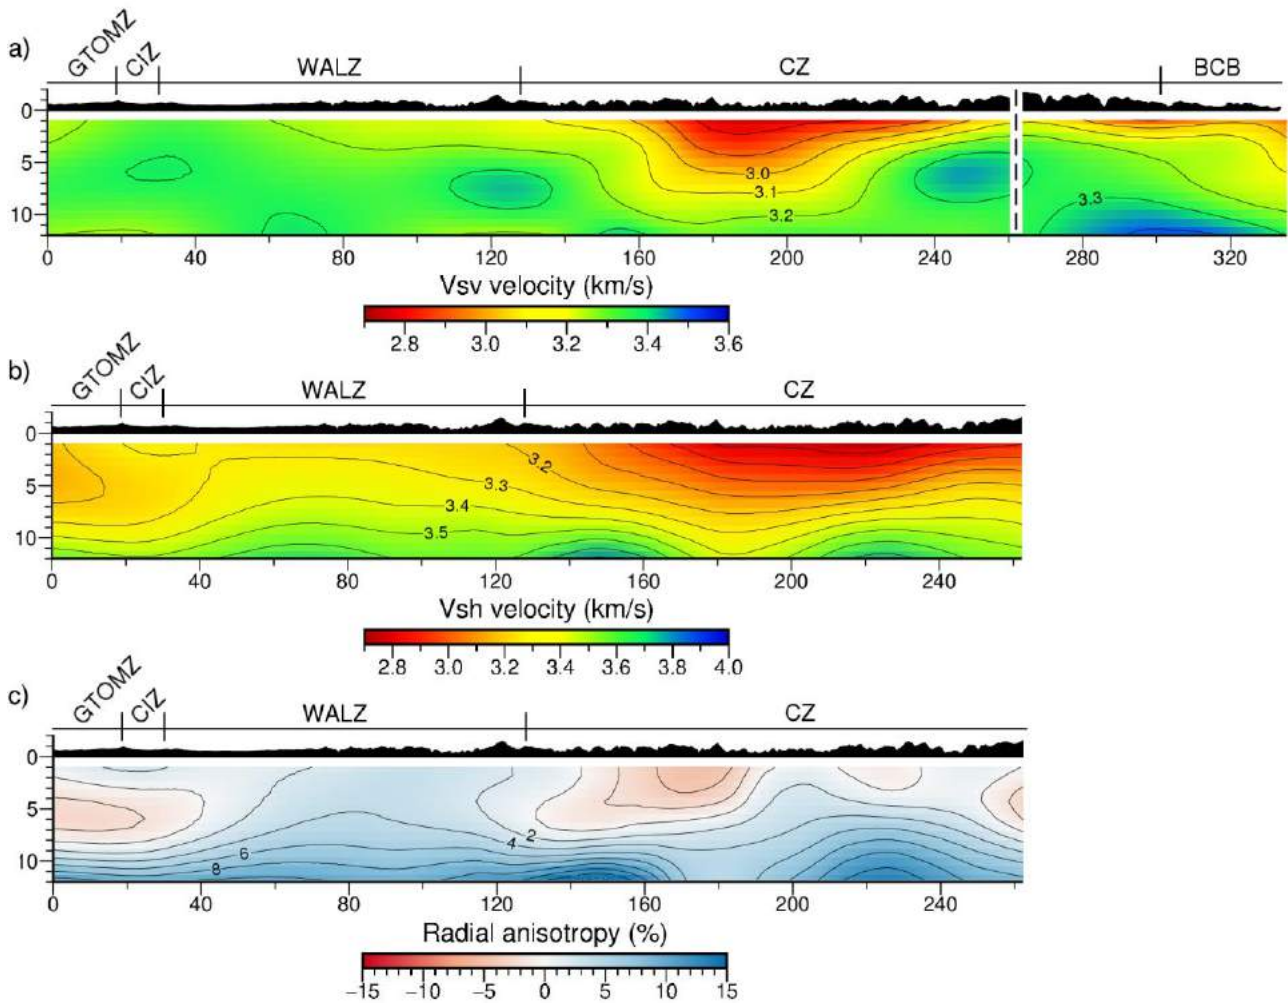 a) GTOMZ CIZ WALZ CZ BCB
0
5
10
3.0
3.1
3.2
3.3
0 40 80 120 160 200 240 280 320
Vsv velocity (km/s)
2.8 3.0 3.2 3.4 3.6
b) GTOMZ CIZ WALZ CZ
0
5
10
3.2
3.3
3.4
3.5
0 40 80 120 160 200 240
Vsh velocity (km/s)
2.8 3.0 3.2 3.4 3.6 3.8 4.0
c) GTOMZ CIZ WALZ CZ
0
5
10
2
4
6
8
0 40 80 120 160 200 240
Radial anisotropy (%)
−15 −10 −5 0 5 10 15